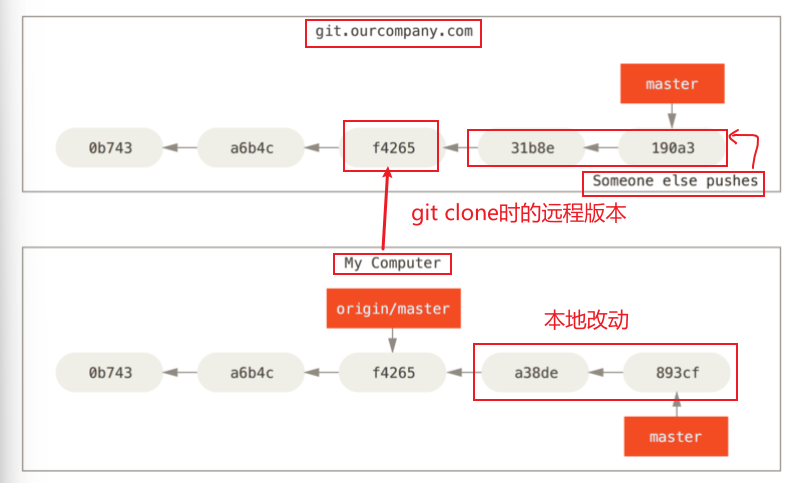 git.ourcompany.com
master
0b743
a6b4c
f4265
31b8e
190a3
Someone else pushes
git clone时的远程版本
My Computer
origin/master
本地改动
0b743
a6b4c
f4265
a38de
893cf
master